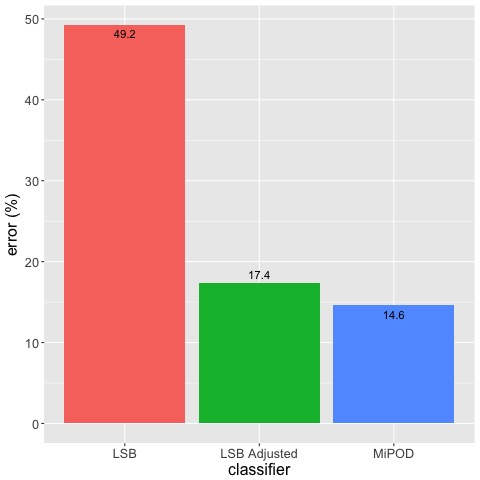 50
49.2
40
30
20
17.4
14.6
10
0
error (%)
LSB
LSB Adjusted
MiPOD
classifier